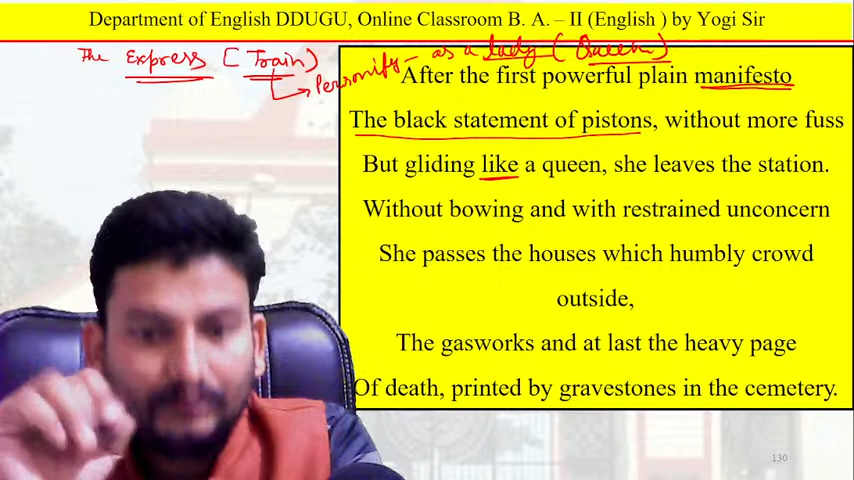 Department of English DDUGU, Online Classroom B. A. – II (English ) by Yogi Sir
The Express (Train)
Personify – as a lady (Queen)
After the first powerful plain manifesto
The black statement of pistons, without more fuss
But gliding like a queen, she leaves the station.
Without bowing and with restrained unconcern
She passes the houses which humbly crowd
outside,
The gasworks and at last the heavy page
Of death, printed by gravestones in the cemetery.
130